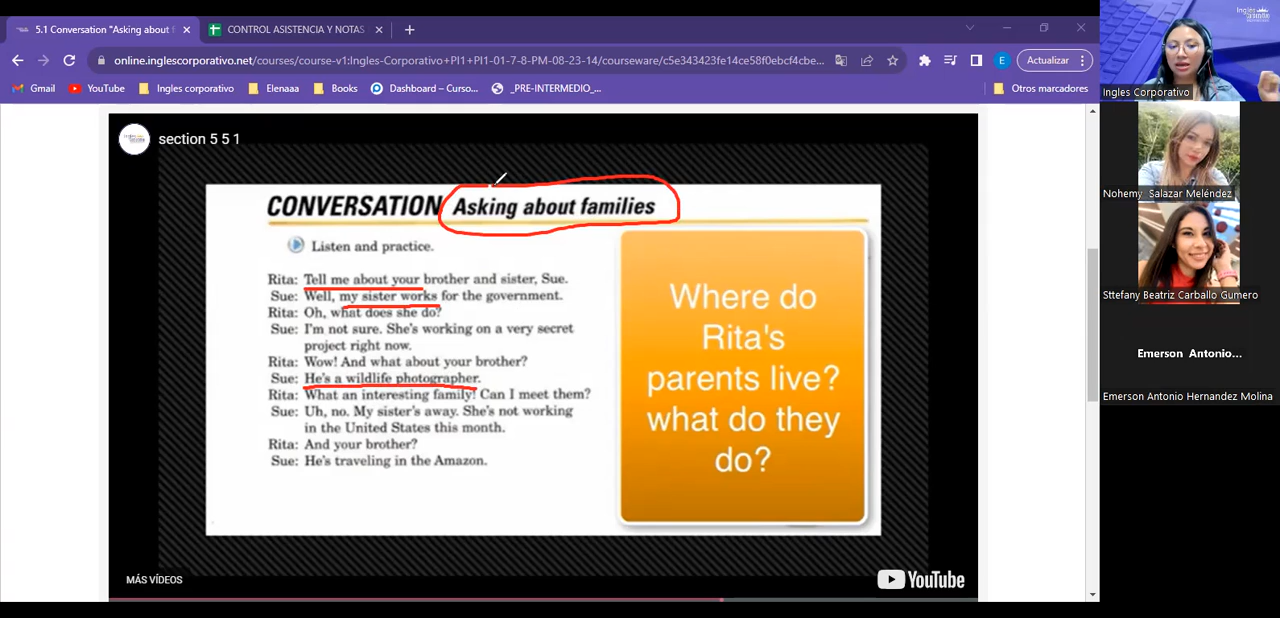 5.1 Conversation "Asking about f
CONTROL ASISTENCIA Y NOTAS
online.inglescorporativo.net/courses/course-v1:Ingles-Corporativo+PI1+PI1-01-7-8-PM-08-23-14/courseware/c5e343423fe14ce58f0ebcf4cbe...
E
Actualizar
Gmail
YouTube
Ingles corporativo
Elenaaa
Books
Dashboard – Curso...
_PRE-INTERMEDIO_...
Otros marcadores
section 5 5 1
CONVERSATION Asking about families
Listen and practice.
Rita: Tell me about your brother and sister, Sue.
Sue: Well, my sister works for the government.
Rita: Oh, what does she do?
Sue: I'm not sure. She's working on a very secret
project right now.
Rita: Wow! And what about your brother?
Sue: He's a wildlife photographer.
Rita: What an interesting family! Can I meet them?
Sue: Uh, no. My sister's away. She's not working
in the United States this month.
Rita: And your brother?
Sue: He's traveling in the Amazon.
Where do
Rita's
parents live?
what do they
do?
MÁS VÍDEOS
YouTube
Ingles
Ingles Corporativo
Nohemy Salazar Meléndez
Sttefany Beatriz Carballo Gumero
Emerson Antonio...
Emerson Antonio Hernandez Molina